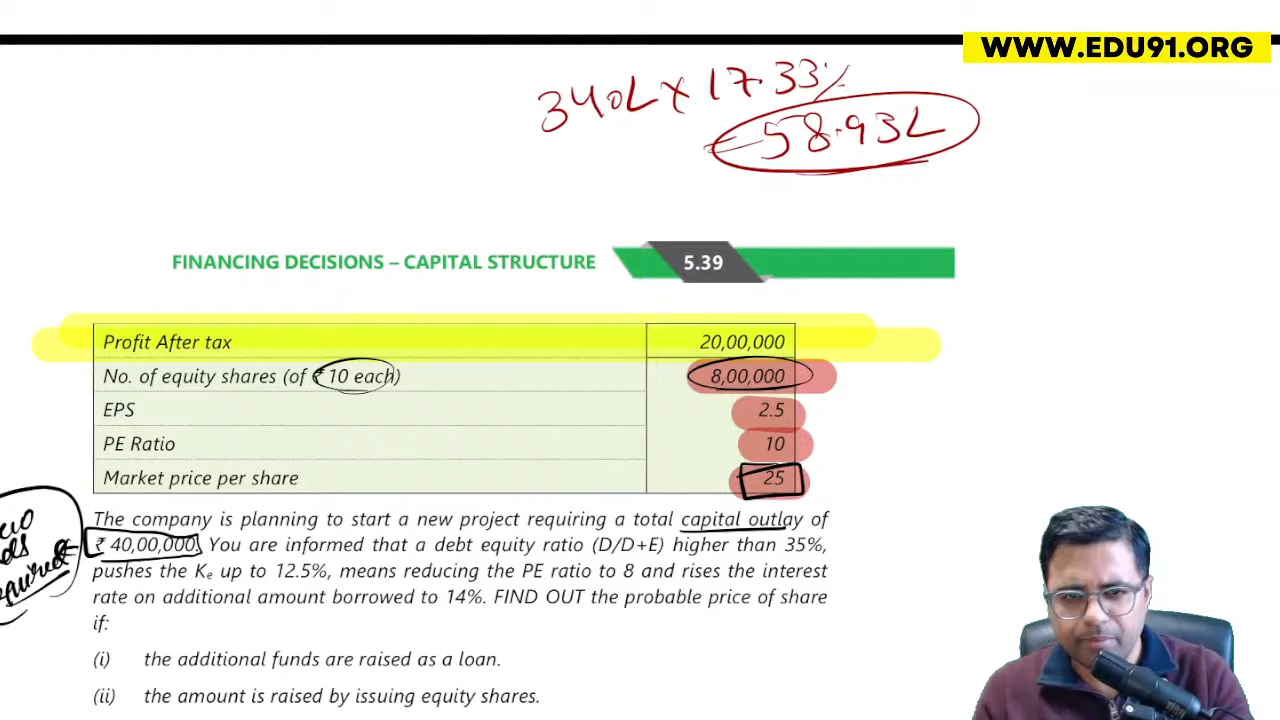 WWW.EDU91.ORG
340L x 17.33%
= 58.93L
FINANCING DECISIONS – CAPITAL STRUCTURE 5.39
Profit After tax 20,00,000
No. of equity shares (of ₹ 10 each) 8,00,000
EPS 2.5
PE Ratio 10
Market price per share 25
The company is planning to start a new project requiring a total capital outlay of
₹ 40,00,000. You are informed that a debt equity ratio (D/D+E) higher than 35%,
pushes the Ke up to 12.5%, means reducing the PE ratio to 8 and rises the interest
rate on additional amount borrowed to 14%. FIND OUT the probable price of share
if:
(i) the additional funds are raised as a loan.
(ii) the amount is raised by issuing equity shares.